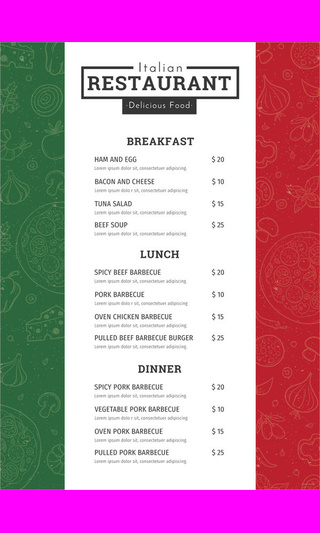 Italian
RESTAURANT
·Delicious Food·
BREAKFAST
HAM AND EGG $ 20
Lorem ipsum dolor sit, consectetuer adipiscing
BACON AND CHEESE $ 10
Lorem ipsum dolor sit, consectetuer adipiscing
TUNA SALAD $ 15
Lorem ipsum dolor sit, consectetuer adipiscing
BEEF SOUP $ 25
Lorem ipsum dolor sit, consectetuer adipiscing
LUNCH
SPICY BEEF BARBECUE $ 20
Lorem ipsum dolor sit, consectetuer adipiscing
PORK BARBECUE $ 10
Lorem ipsum dolor sit, consectetuer adipiscing
OVEN CHICKEN BARBECUE $ 15
Lorem ipsum dolor sit, consectetuer adipiscing
PULLED BEEF BARBECUE BURGER $ 25
Lorem ipsum dolor sit, consectetuer adipiscing
DINNER
SPICY PORK BARBECUE $ 20
Lorem ipsum dolor sit, consectetuer adipiscing
VEGETABLE PORK BARBECUE $ 10
Lorem ipsum dolor sit, consectetuer adipiscing
OVEN PORK BARBECUE $ 15
Lorem ipsum dolor sit, consectetuer adipiscing
PULLED PORK BARBECUE $ 25
Lorem ipsum dolor sit, consectetuer adipiscing